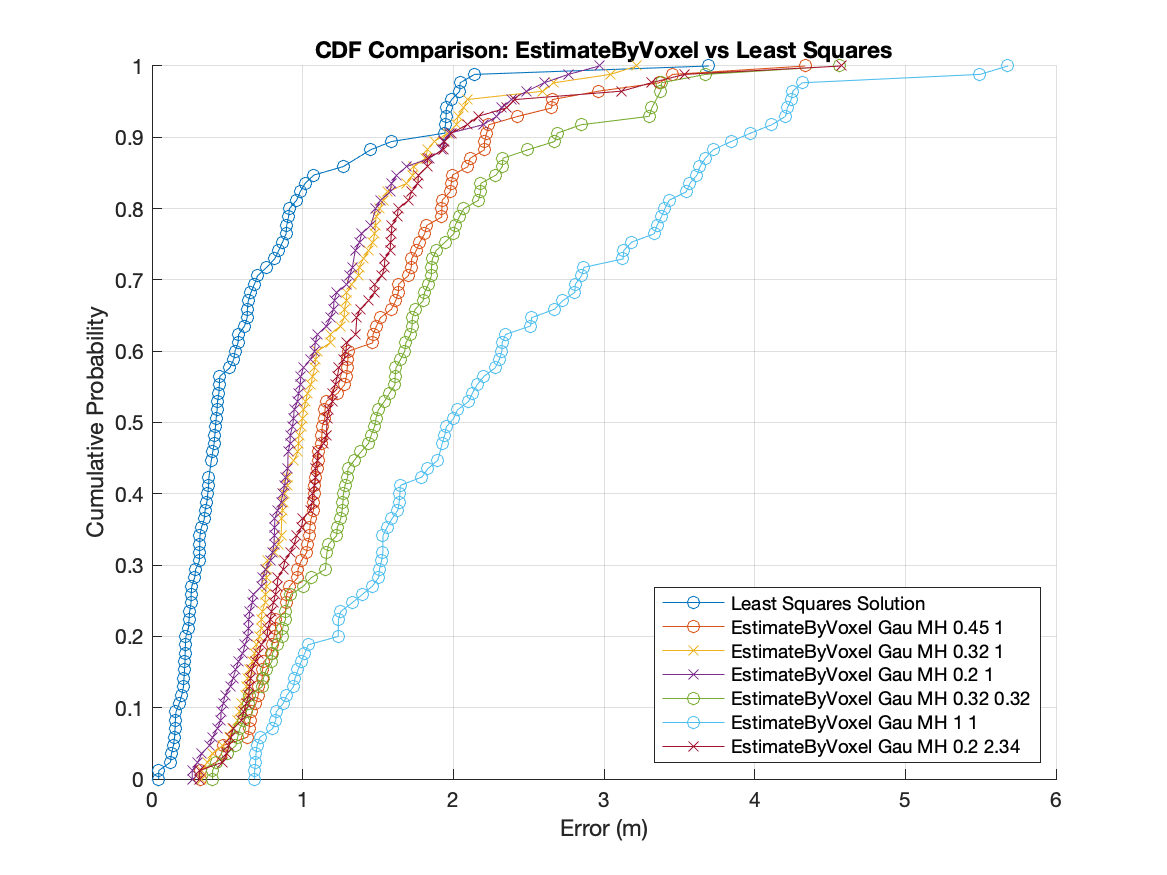 CDF Comparison: EstimateByVoxel vs Least Squares
1
0.9
0.8
0.7
0.6
0.5
0.4
0.3
0.2
0.1
0
Cumulative Probability
Least Squares Solution
EstimateByVoxel Gau MH 0.45 1
EstimateByVoxel Gau MH 0.32 1
EstimateByVoxel Gau MH 0.2 1
EstimateByVoxel Gau MH 0.32 0.32
EstimateByVoxel Gau MH 1 1
EstimateByVoxel Gau MH 0.2 2.34
0 1 2 3 4 5 6
Error (m)